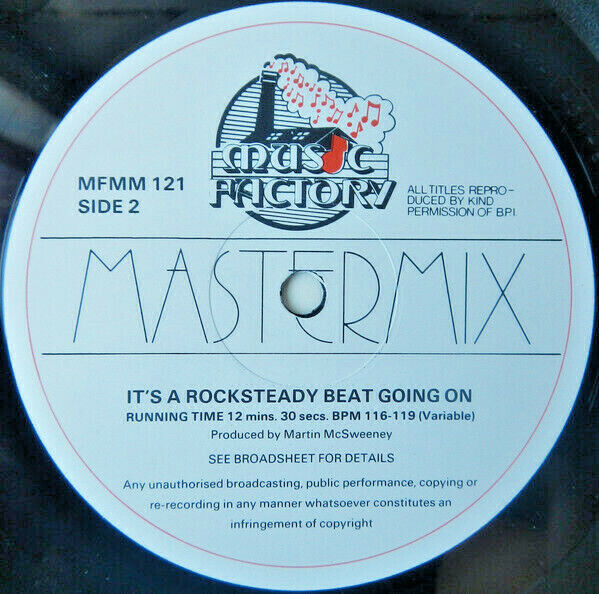 music
FACTORY
MFMM 121
SIDE 2
ALL TITLES REPRO-
DUCED BY KIND
PERMISSION OF B.P.I.
MASTERMIX
IT'S A ROCKSTEADY BEAT GOING ON
RUNNING TIME 12 mins. 30 secs. BPM 116-119 (Variable)
Produced by Martin McSweeney
SEE BROADSHEET FOR DETAILS
Any unauthorised broadcasting, public performance, copying or
re-recording in any manner whatsoever constitutes an
infringement of copyright